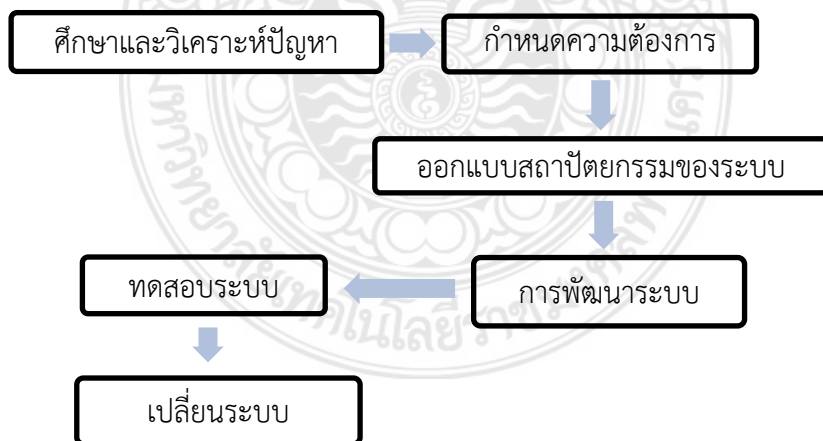 ศึกษาและวิเคราะห์ปัญหา
กำหนดความต้องการ
ออกแบบสถาปัตยกรรมของระบบ
การพัฒนาระบบ
ทดสอบระบบ
เปลี่ยนระบบ